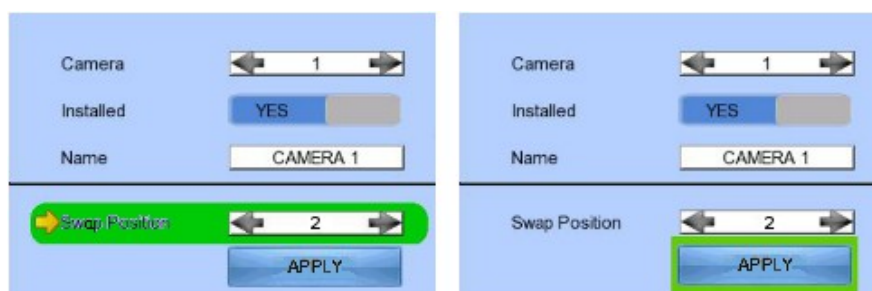 Camera 1
Installed YES
Name CAMERA 1
Swap Position 2
APPLY
Camera 1
Installed YES
Name CAMERA 1
Swap Position 2
APPLY